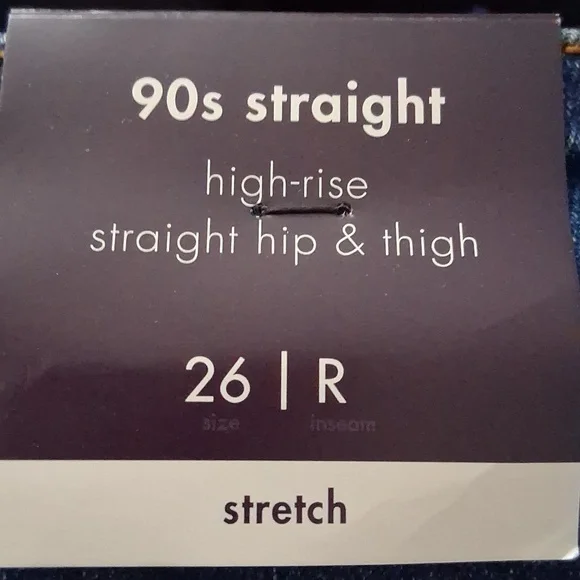 90s straight
high-rise
straight hip & thigh
26 | R
size inseam
stretch